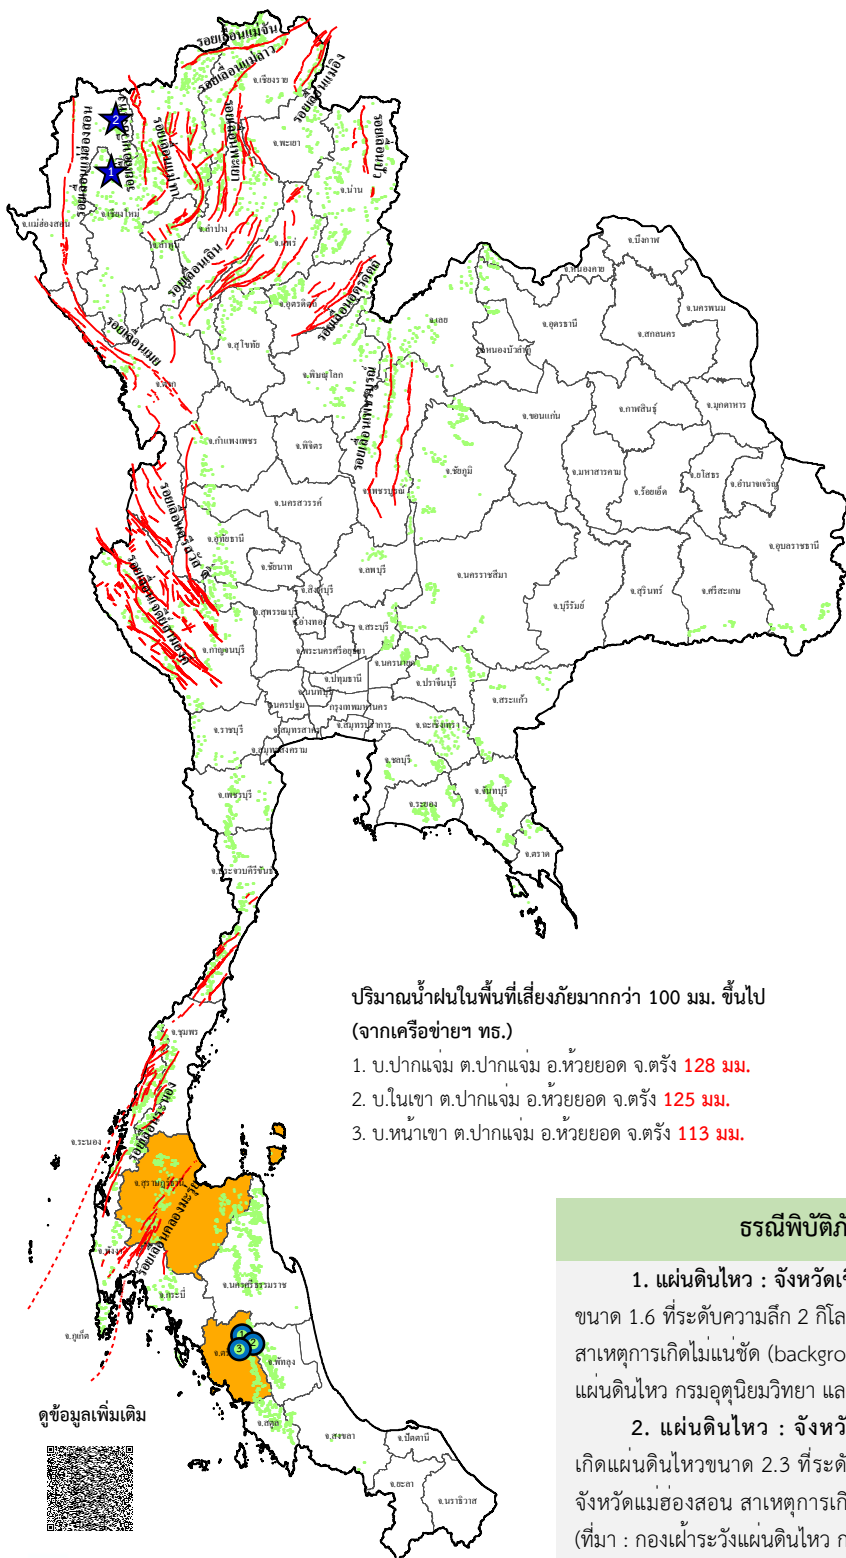 รอยเลื่อนแม่จัน
รอยเลื่อนแม่ลาว
รอยเลื่อนแม่อิง
จ.เชียงราย
รอยเลื่อนแม่ฮ่องสอน
2
1
รอยเลื่อนแม่ทา
รอยเลื่อนพะเยา
รอยเลื่อนปัว
จ.พะเยา
จ.น่าน
จ.แม่ฮ่องสอน
จ.เชียงใหม่
จ.ลำพูน
จ.ลำปาง
จ.แพร่
รอยเลื่อนเถิน
รอยเลื่อนอุตรดิตถ์
จ.อุตรดิตถ์
จ.บึงกาฬ
จ.หนองคาย
จ.นครพนม
จ.เลย
จ.อุดรธานี
จ.สกลนคร
จ.หนองบัวลำภู
รอยเลื่อนเมย
จ.ตาก
จ.สุโขทัย
จ.พิษณุโลก
รอยเลื่อนเพชรบูรณ์
จ.ขอนแก่น
จ.กาฬสินธุ์
จ.มุกดาหาร
จ.กำแพงเพชร
จ.พิจิตร
จ.เพชรบูรณ์
จ.ชัยภูมิ
จ.มหาสารคาม
จ.ร้อยเอ็ด
จ.ยโสธร
จ.อำนาจเจริญ
รอยเลื่อนศรีสวัสดิ์
จ.นครสวรรค์
จ.อุทัยธานี
จ.อุบลราชธานี
รอยเลื่อนเจดีย์สามองค์
จ.ชัยนาท
จ.ลพบุรี
จ.นครราชสีมา
จ.บุรีรัมย์
จ.สุรินทร์
จ.ศรีสะเกษ
จ.สิงห์บุรี
จ.สุพรรณบุรี
จ.อ่างทอง
จ.สระบุรี
จ.กาญจนบุรี
จ.พระนครศรีอยุธยา
จ.นครนายก
จ.ปราจีนบุรี
จ.ปทุมธานี
จ.นนทบุรี
จ.นครปฐม
กรุงเทพมหานคร
จ.สระแก้ว
จ.ราชบุรี
จ.สมุทรสาคร
จ.สมุทรปราการ
จ.ฉะเชิงเทรา
จ.สมุทรสงคราม
จ.ชลบุรี
จ.เพชรบุรี
จ.ระยอง
จ.จันทบุรี
จ.ตราด
จ.ประจวบคีรีขันธ์
ปริมาณน้ำฝนในพื้นที่เสี่ยงภัยมากกว่า 100 มม. ขึ้นไป
(จากเครือข่ายฯ ทธ.)
1. บ.ปากแจ่ม ต.ปากแจ่ม อ.ห้วยยอด จ.ตรัง 128 มม.
2. บ.ในเขา ต.ปากแจ่ม อ.ห้วยยอด จ.ตรัง 125 มม.
3. บ.หน้าเขา ต.ปากแจ่ม อ.ห้วยยอด จ.ตรัง 113 มม.
จ.ชุมพร
รอยเลื่อนระนอง
จ.ระนอง
จ.สุราษฎร์ธานี
รอยเลื่อนคลองมะรุ่ย
จ.พังงา
จ.นครศรีธรรมราช
จ.กระบี่
จ.ภูเก็ต
1
2
3
จ.ตรัง
จ.พัทลุง
จ.สตูล
จ.สงขลา
จ.ปัตตานี
จ.ยะลา
จ.นราธิวาส
ดูข้อมูลเพิ่มเติม
ธรณีพิบัติภั
1. แผ่นดินไหว : จังหวัดเชี
ขนาด 1.6 ที่ระดับความลึก 2 กิโล
สาเหตุการเกิดไม่แน่ชัด (backgro
แผ่นดินไหว กรมอุตุนิยมวิทยา แล
2. แผ่นดินไหว : จังหวั
เกิดแผ่นดินไหวขนาด 2.3 ที่ระดั
จังหวัดแม่ฮ่องสอน สาเหตุการเกิ
(ที่มา : กองเฝ้าระวังแผ่นดินไหว ก